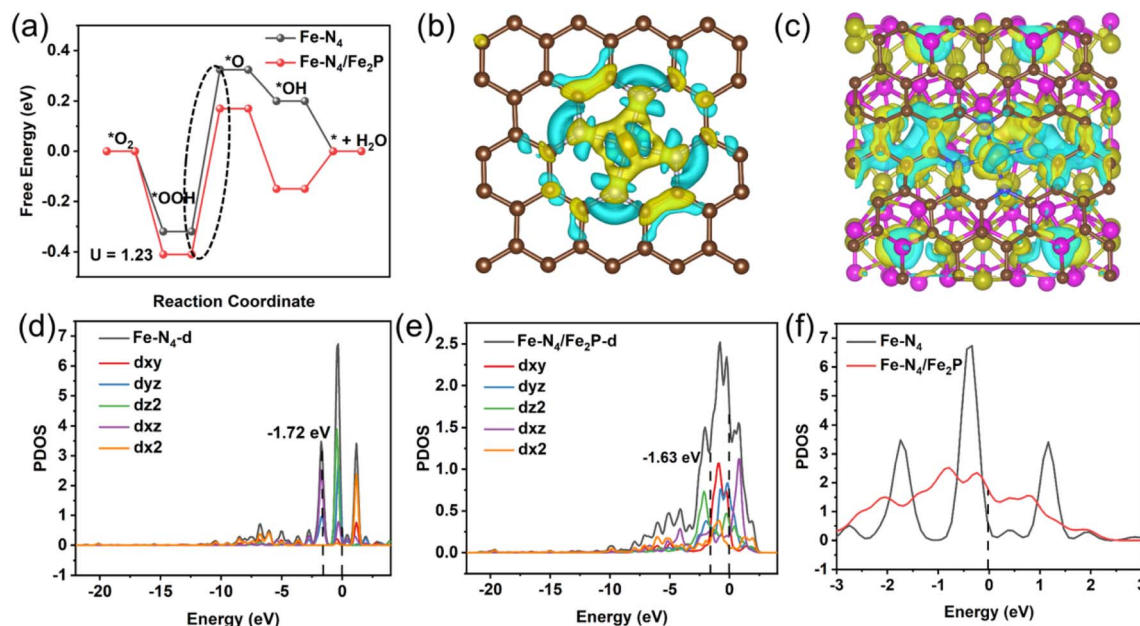 (a)
Fe-N₄
Fe-N₄/Fe₂P
*O₂
*OOH
*O
*OH
* + H₂O
U = 1.23
0.4
0.2
0.0
-0.2
-0.4
Free Energy (eV)
Reaction Coordinate
(b)
(c)
(d)
Fe-N₄-d
dxy
dyz
dz2
dxz
dx2
-1.72 eV
7
6
5
4
3
2
1
0
-1
PDOS
-20 -15 -10 -5 0
Energy (eV)
(e)
Fe-N₄/Fe₂P-d
dxy
dyz
dz2
dxz
dx2
-1.63 eV
2.5
2.0
1.5
1.0
0.5
0.0
PDOS
-20 -15 -10 -5 0
Energy (eV)
(f)
Fe-N₄
Fe-N₄/Fe₂P
7
6
5
4
3
2
1
0
-1
PDOS
-3 -2 -1 0 1 2 3
Energy (eV)